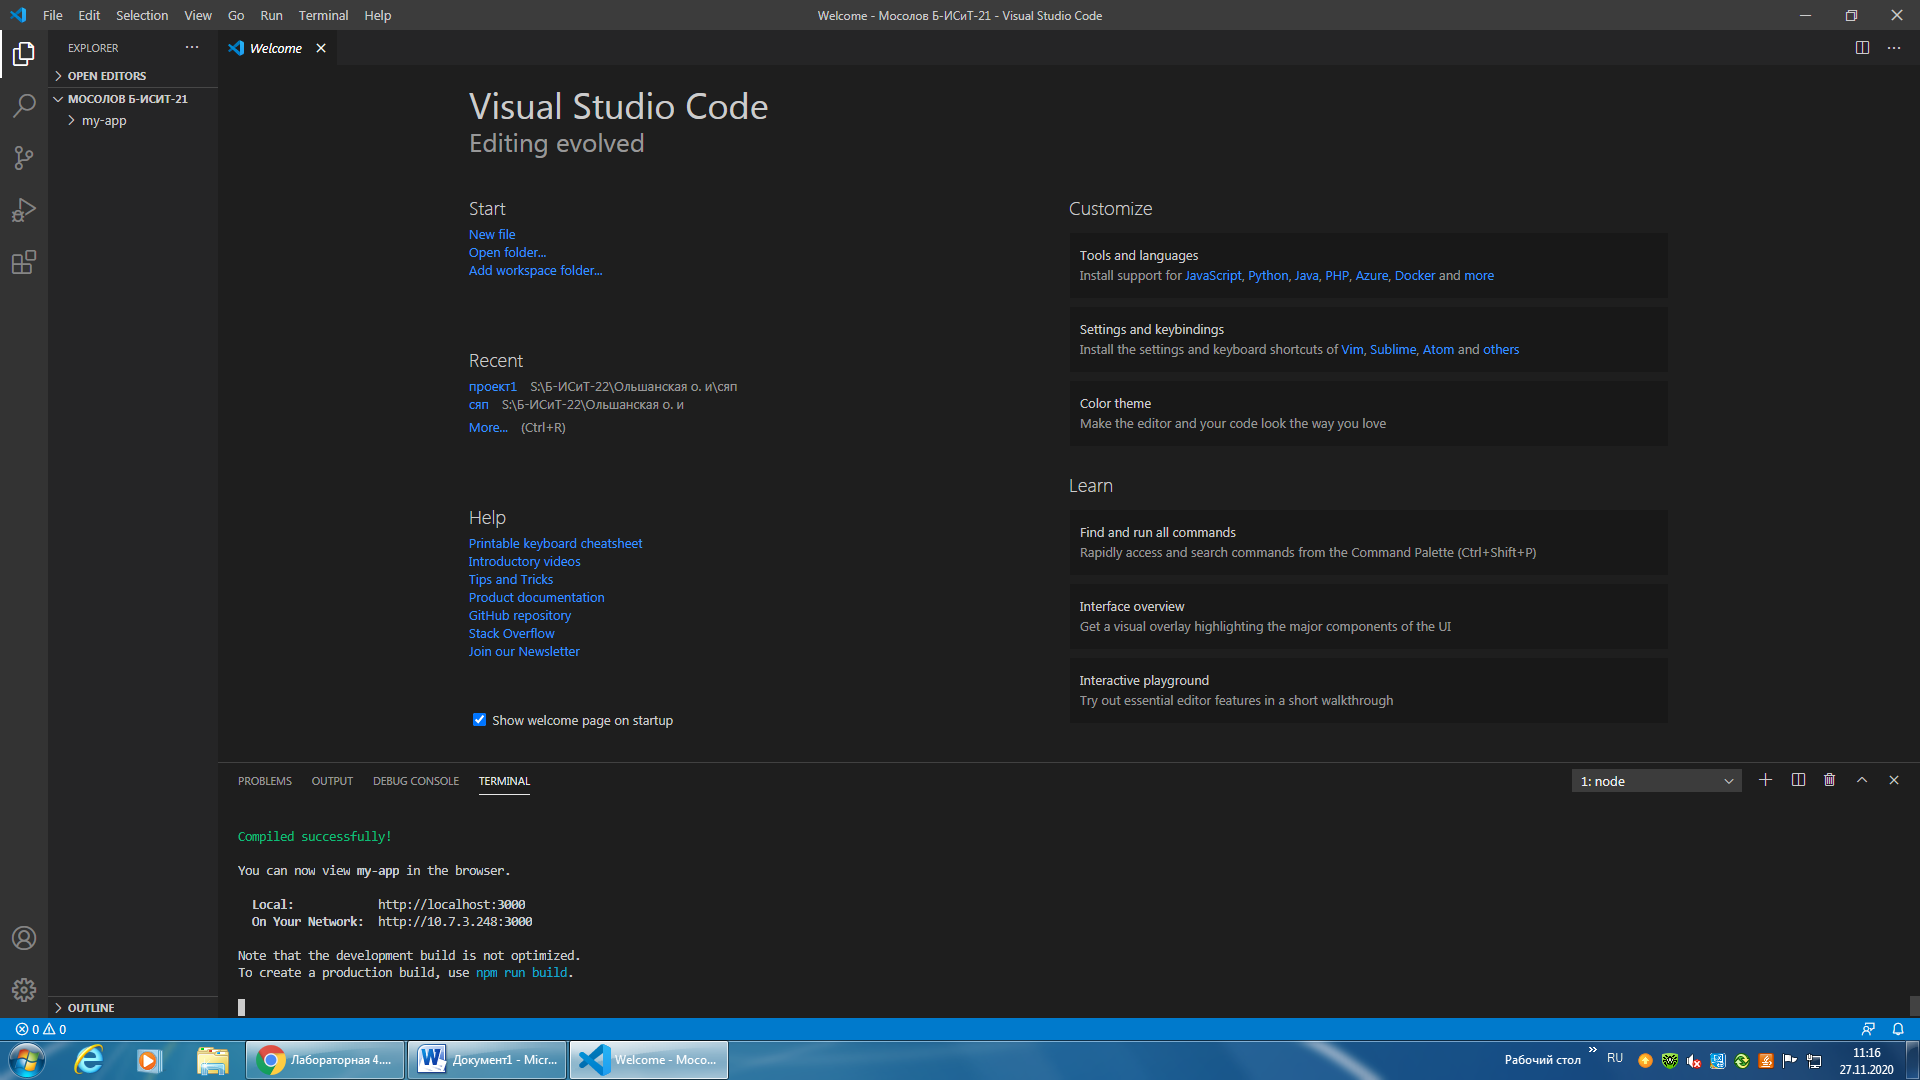 File Edit Selection View Go Run Terminal Help
Welcome - Мосолов Б-ИСиТ-21 - Visual Studio Code
EXPLORER
OPEN EDITORS
МОСОЛОВ Б-ИСИТ-21
my-app
OUTLINE
Welcome
Visual Studio Code
Editing evolved
Start
New file
Open folder...
Add workspace folder...
Recent
проект1 S:\Б-ИСиТ-22\Ольшанская о. и\сяп
сяп S:\Б-ИСиТ-22\Ольшанская о. и
More... (Ctrl+R)
Help
Printable keyboard cheatsheet
Introductory videos
Tips and Tricks
Product documentation
GitHub repository
Stack Overflow
Join our Newsletter
Show welcome page on startup
Customize
Tools and languages
Install support for JavaScript, Python, Java, PHP, Azure, Docker and more
Settings and keybindings
Install the settings and keyboard shortcuts of Vim, Sublime, Atom and others
Color theme
Make the editor and your code look the way you love
Learn
Find and run all commands
Rapidly access and search commands from the Command Palette (Ctrl+Shift+P)
Interface overview
Get a visual overlay highlighting the major components of the UI
Interactive playground
Try out essential editor features in a short walkthrough
PROBLEMS OUTPUT DEBUG CONSOLE TERMINAL
1: node
Compiled successfully!
You can now view my-app in the browser.
Local: http://localhost:3000
On Your Network: http://10.7.3.248:3000
Note that the development build is not optimized.
To create a production build, use npm run build.
0 0
Лабораторная 4....
Документ1 - Micr...
Welcome - Мосо...
Рабочий стол
RU
11:16
27.11.2020